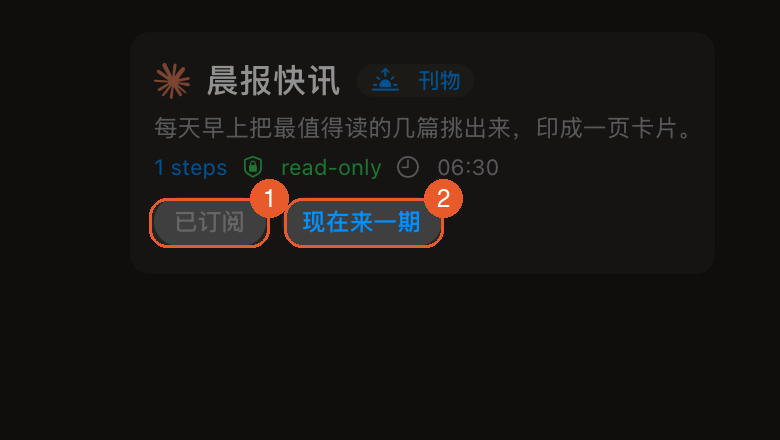 晨报快讯 刊物
每天早上把最值得读的几篇挑出来，印成一页卡片。
1 steps read-only 06:30
已订阅 1 现在来一期 2